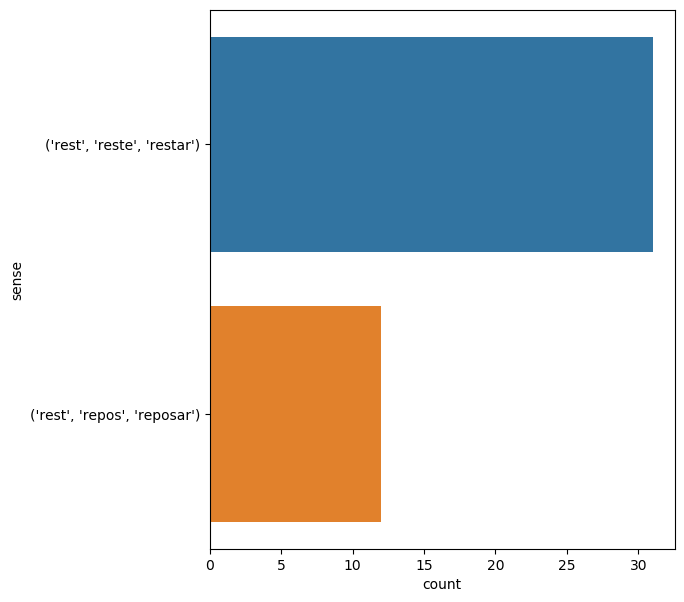 sense
('rest', 'reste', 'restar')
('rest', 'repos', 'reposar')
0 5 10 15 20 25 30
count